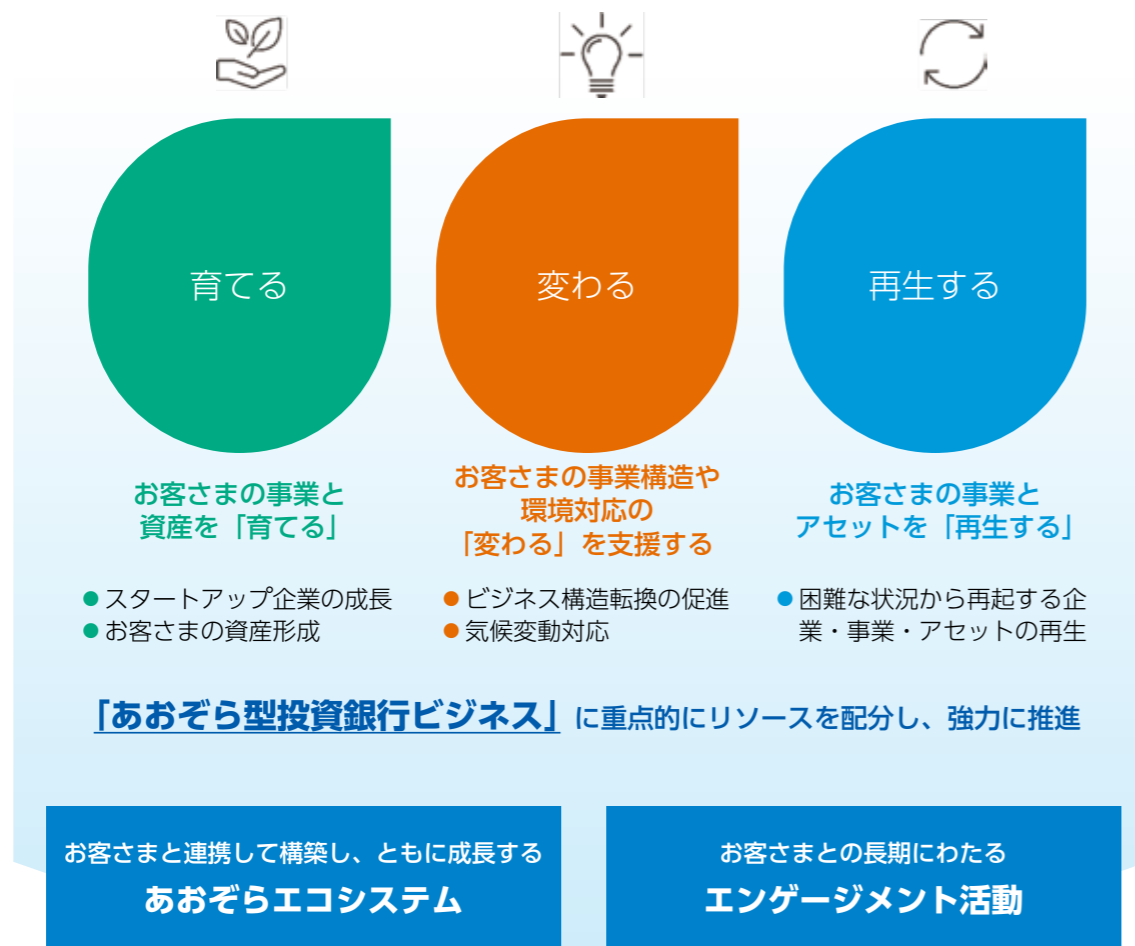 育てる
変わる
再生する
お客さまの事業と
資産を「育てる」
お客さまの事業構造や
環境対応の
「変わる」を支援する
お客さまの事業と
アセットを「再生する」
●スタートアップ企業の成長
●お客さまの資産形成
●ビジネス構造転換の促進
●気候変動対応
●困難な状況から再起する企
業・事業・アセットの再生
「あおぞら型投資銀行ビジネス」に重点的にリソースを配分し、強力に推進
お客さまと連携して構築し、ともに成長する
あおぞらエコシステム
お客さまとの長期にわたる
エンゲージメント活動